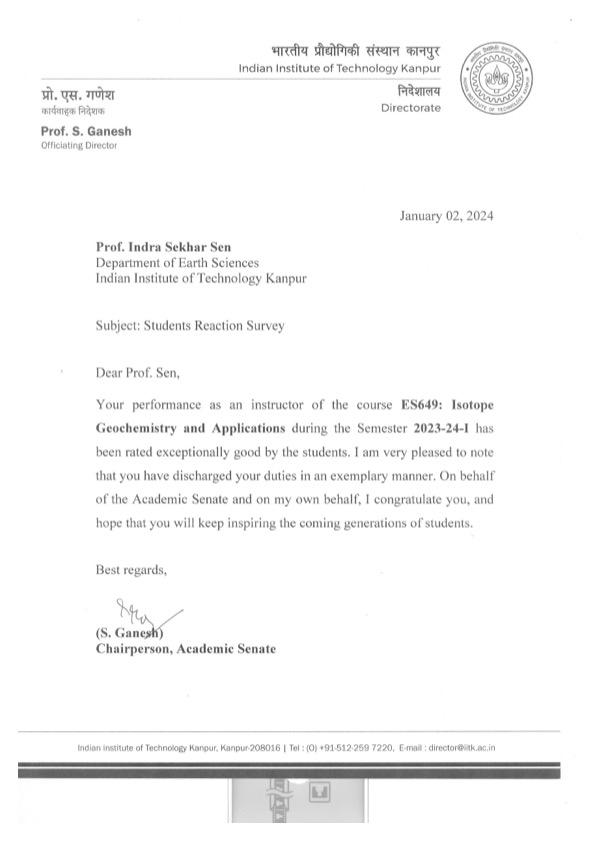 भारतीय प्रौद्योगिकी संस्थान कानपुर
Indian Institute of Technology Kanpur
निदेशालय
Directorate
प्रो. एस. गणेश
कार्यवाहक निदेशक
Prof. S. Ganesh
Officiating Director
January 02, 2024
Prof. Indra Sekhar Sen
Department of Earth Sciences
Indian Institute of Technology Kanpur
Subject: Students Reaction Survey
Dear Prof. Sen,
Your performance as an instructor of the course ES649: Isotope
Geochemistry and Applications during the Semester 2023-24-I has
been rated exceptionally good by the students. I am very pleased to note
that you have discharged your duties in an exemplary manner. On behalf
of the Academic Senate and on my own behalf, I congratulate you, and
hope that you will keep inspiring the coming generations of students.
Best regards,
(S. Ganesh)
Chairperson, Academic Senate
Indian Institute of Technology Kanpur, Kanpur-208016 | Tel : (O) +91-512-259 7220, E-mail : director@iitk.ac.in